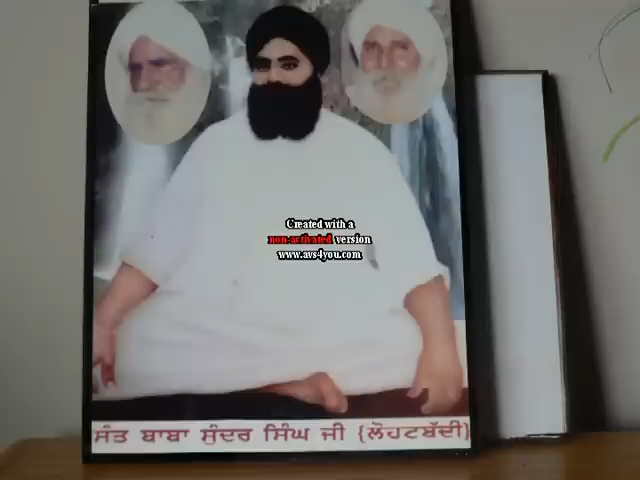 Created with a
non-activated version
www.avs4you.com
ਸੰਤ ਬਾਬਾ ਸੁੰਦਰ ਸਿੰਘ ਜੀ {ਲੋਹਟਬੱਦੀ}